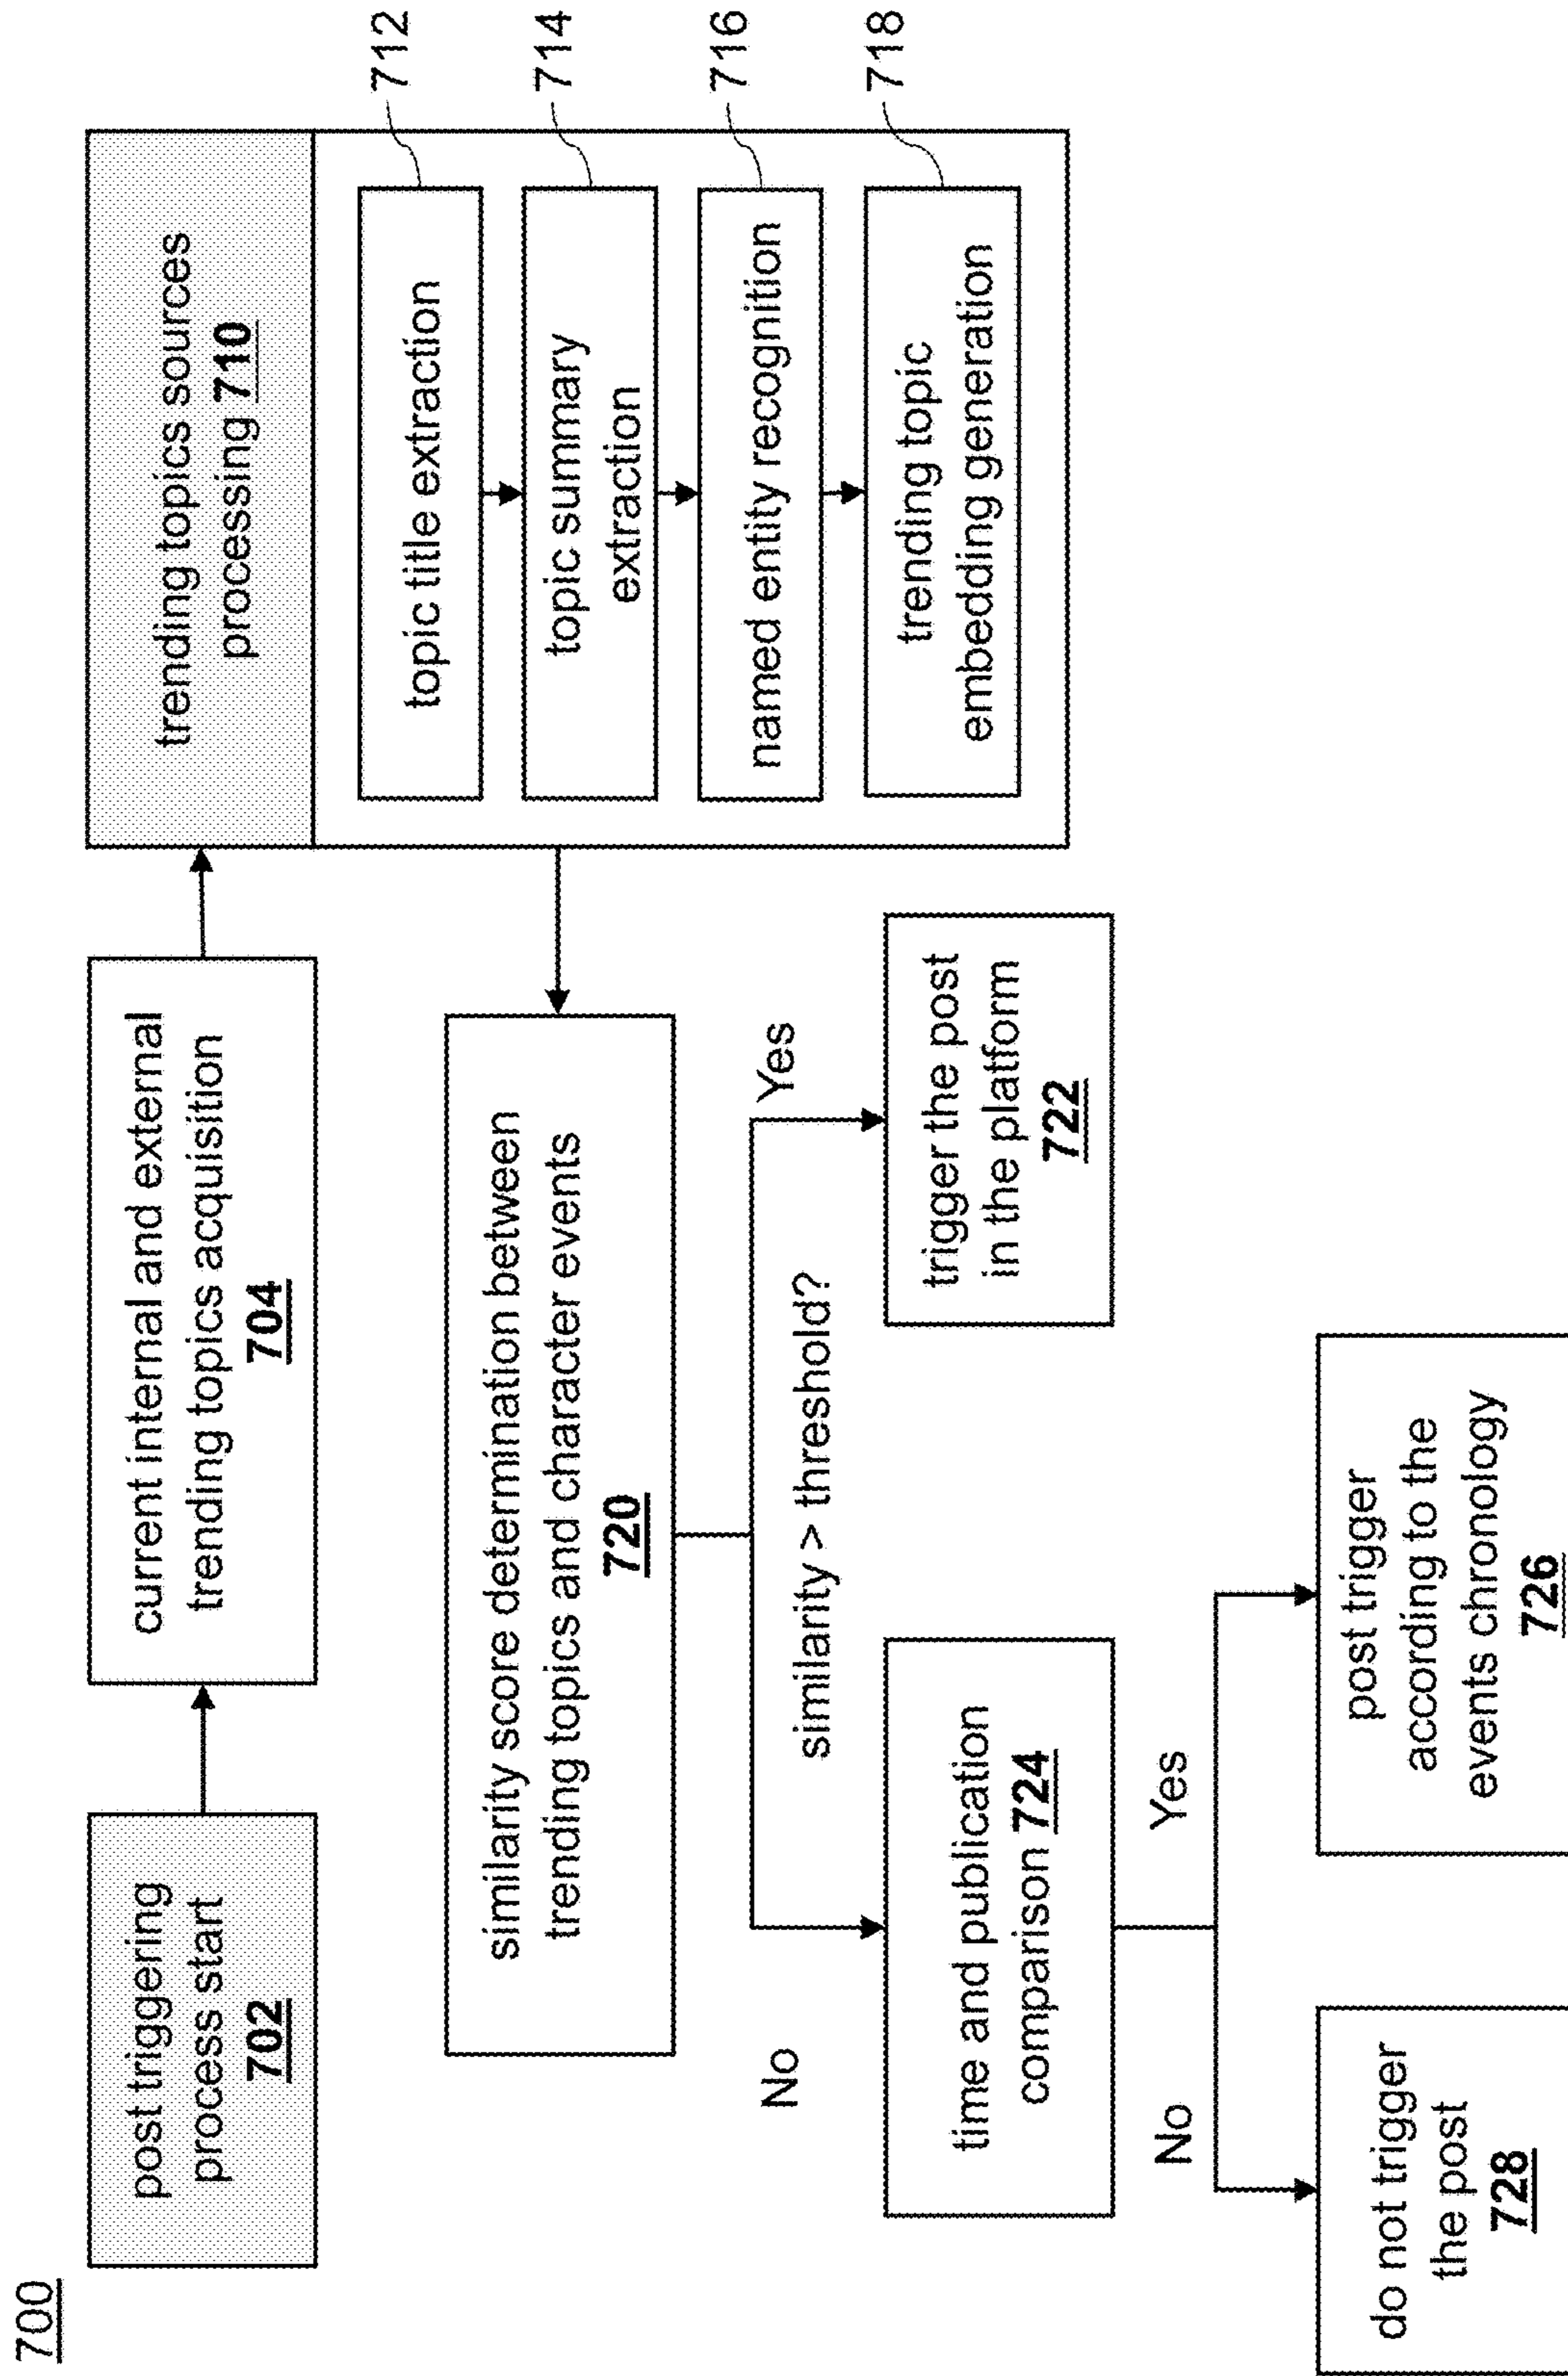 700
post triggering
process start
702
current internal and external
trending topics acquisition
704
trending topics sources
processing 710
topic title extraction
712
topic summary
extraction
714
named entity recognition
716
trending topic
embedding generation
718
similarity score determination between
trending topics and character events
720
similarity > threshold?
No
Yes
time and publication
comparison 724
trigger the post
in the platform
722
No
Yes
do not trigger
the post
728
post trigger
according to the
events chronology
726